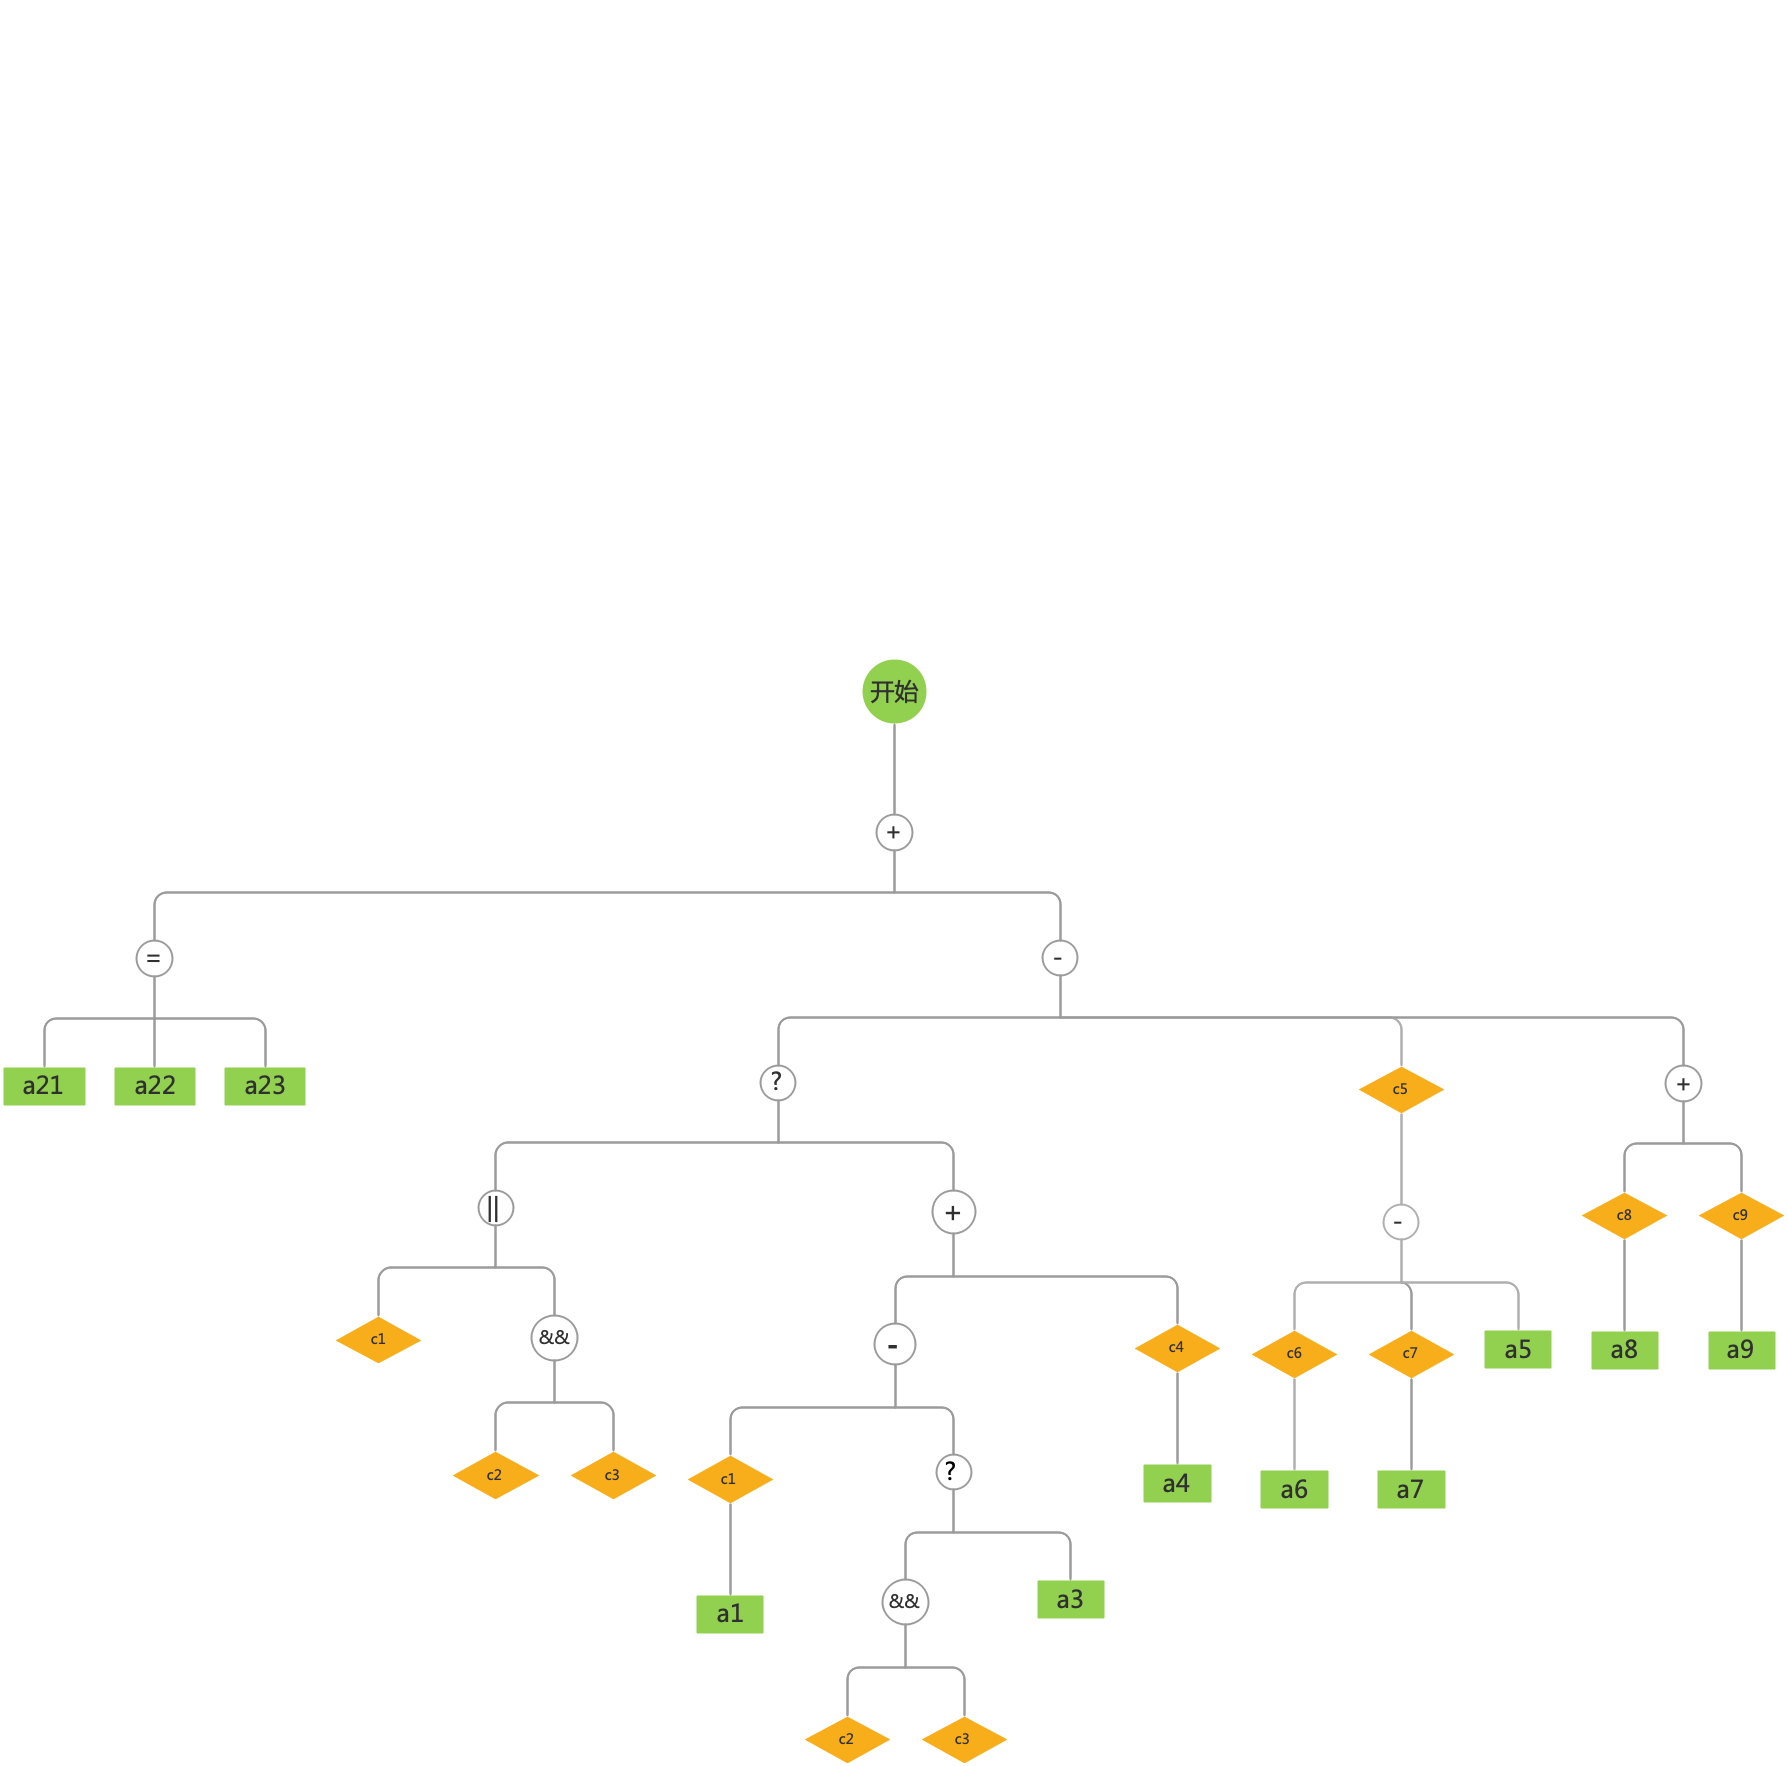 开始
+
=
-
a21
a22
a23
?
c5
+
||
+
-
c8
c9
c1
&&
-
c4
c6
c7
a5
a8
a9
c2
c3
c1
?
a4
a6
a7
a1
&&
a3
c2
c3